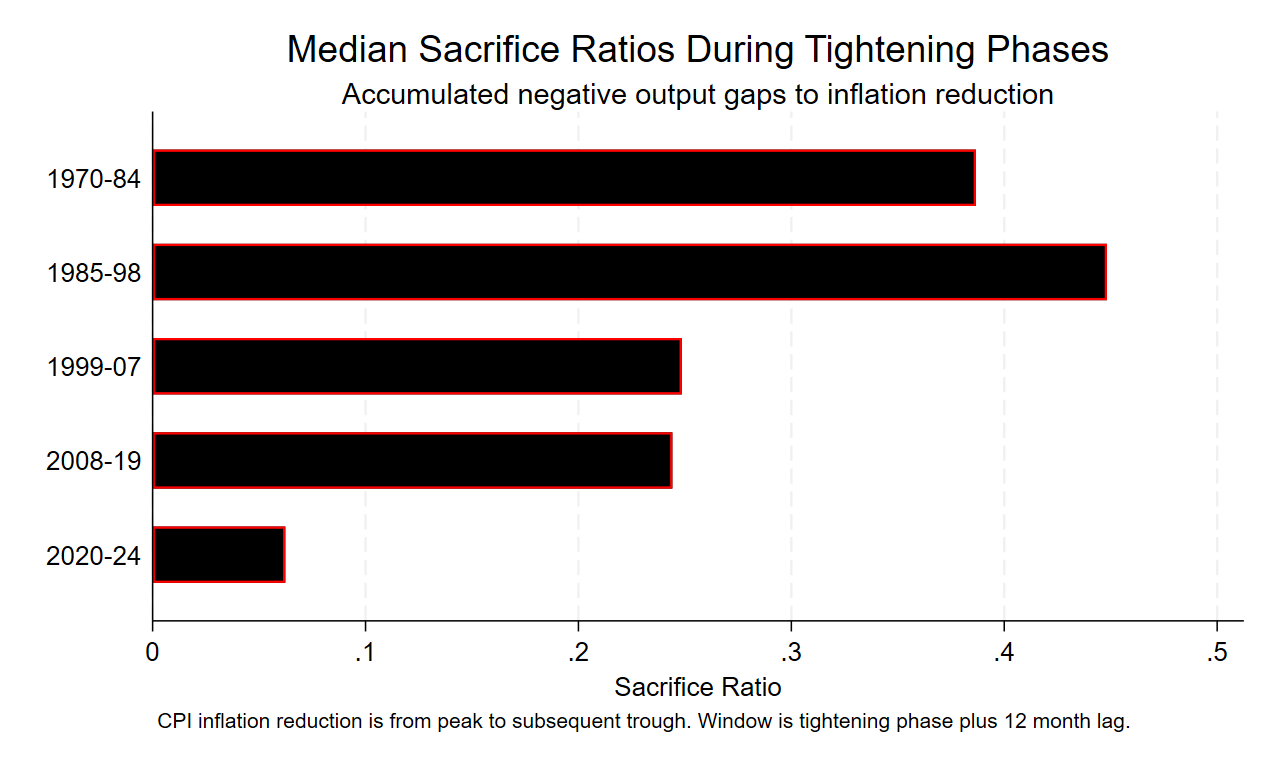 Median Sacrifice Ratios During Tightening Phases
Accumulated negative output gaps to inflation reduction
1970-84
1985-98
1999-07
2008-19
2020-24
0 .1 .2 .3 .4 .5
Sacrifice Ratio
CPI inflation reduction is from peak to subsequent trough. Window is tightening phase plus 12 month lag.